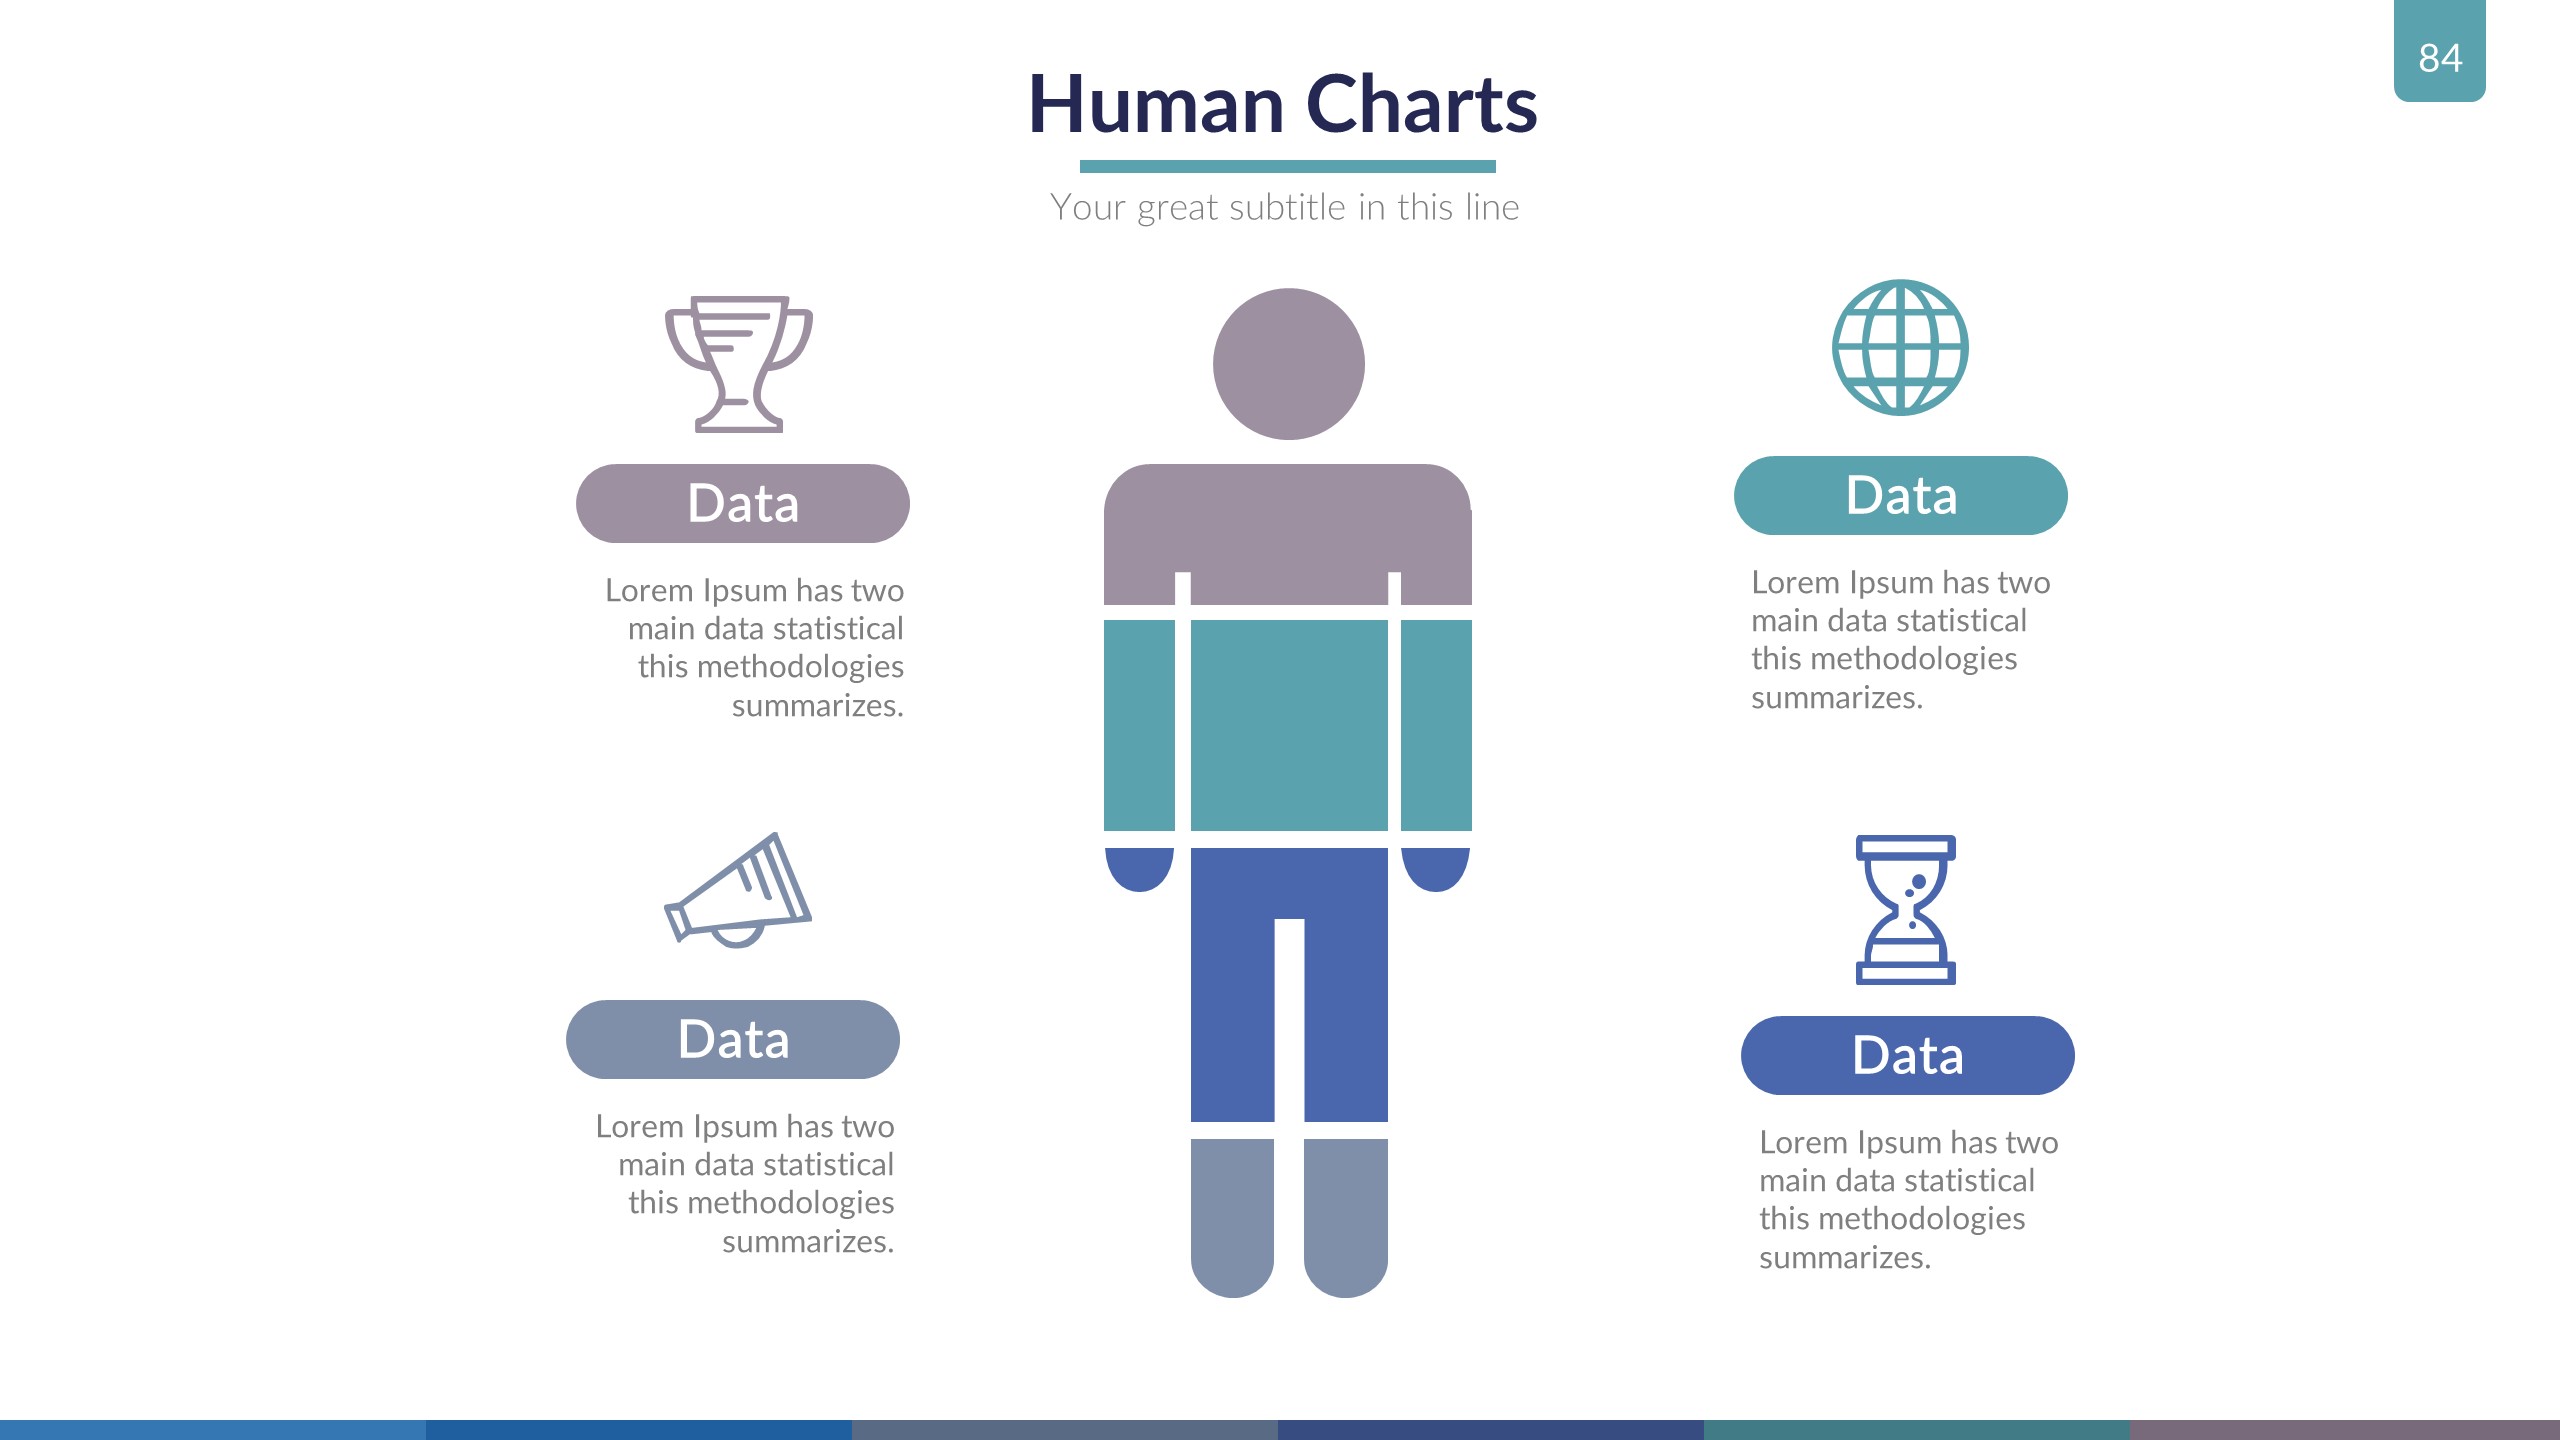 84
Human Charts
Your great subtitle in this line
Data
Lorem Ipsum has two
main data statistical
this methodologies
summarizes.
Data
Lorem Ipsum has two
main data statistical
this methodologies
summarizes.
Data
Lorem Ipsum has two
main data statistical
this methodologies
summarizes.
Data
Lorem Ipsum has two
main data statistical
this methodologies
summarizes.